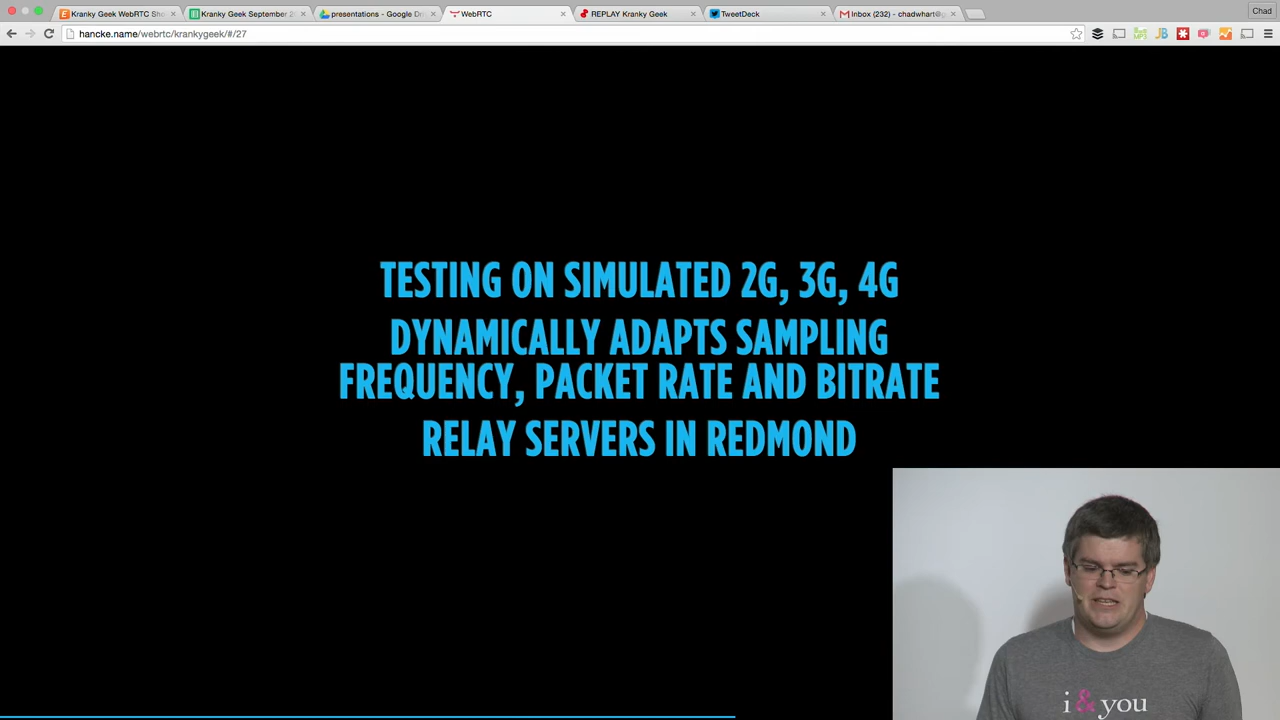 Kranky Geek WebRTC Sho
Kranky Geek September 2
presentations - Google Dri
WebRTC
REPLAY Kranky Geek
TweetDeck
Inbox (232) - chadwhart@g
Chad
hancke.name/webrtc/krankygeek/#/27
TESTING ON SIMULATED 2G, 3G, 4G
DYNAMICALLY ADAPTS SAMPLING
FREQUENCY, PACKET RATE AND BITRATE
RELAY SERVERS IN REDMOND
i & you